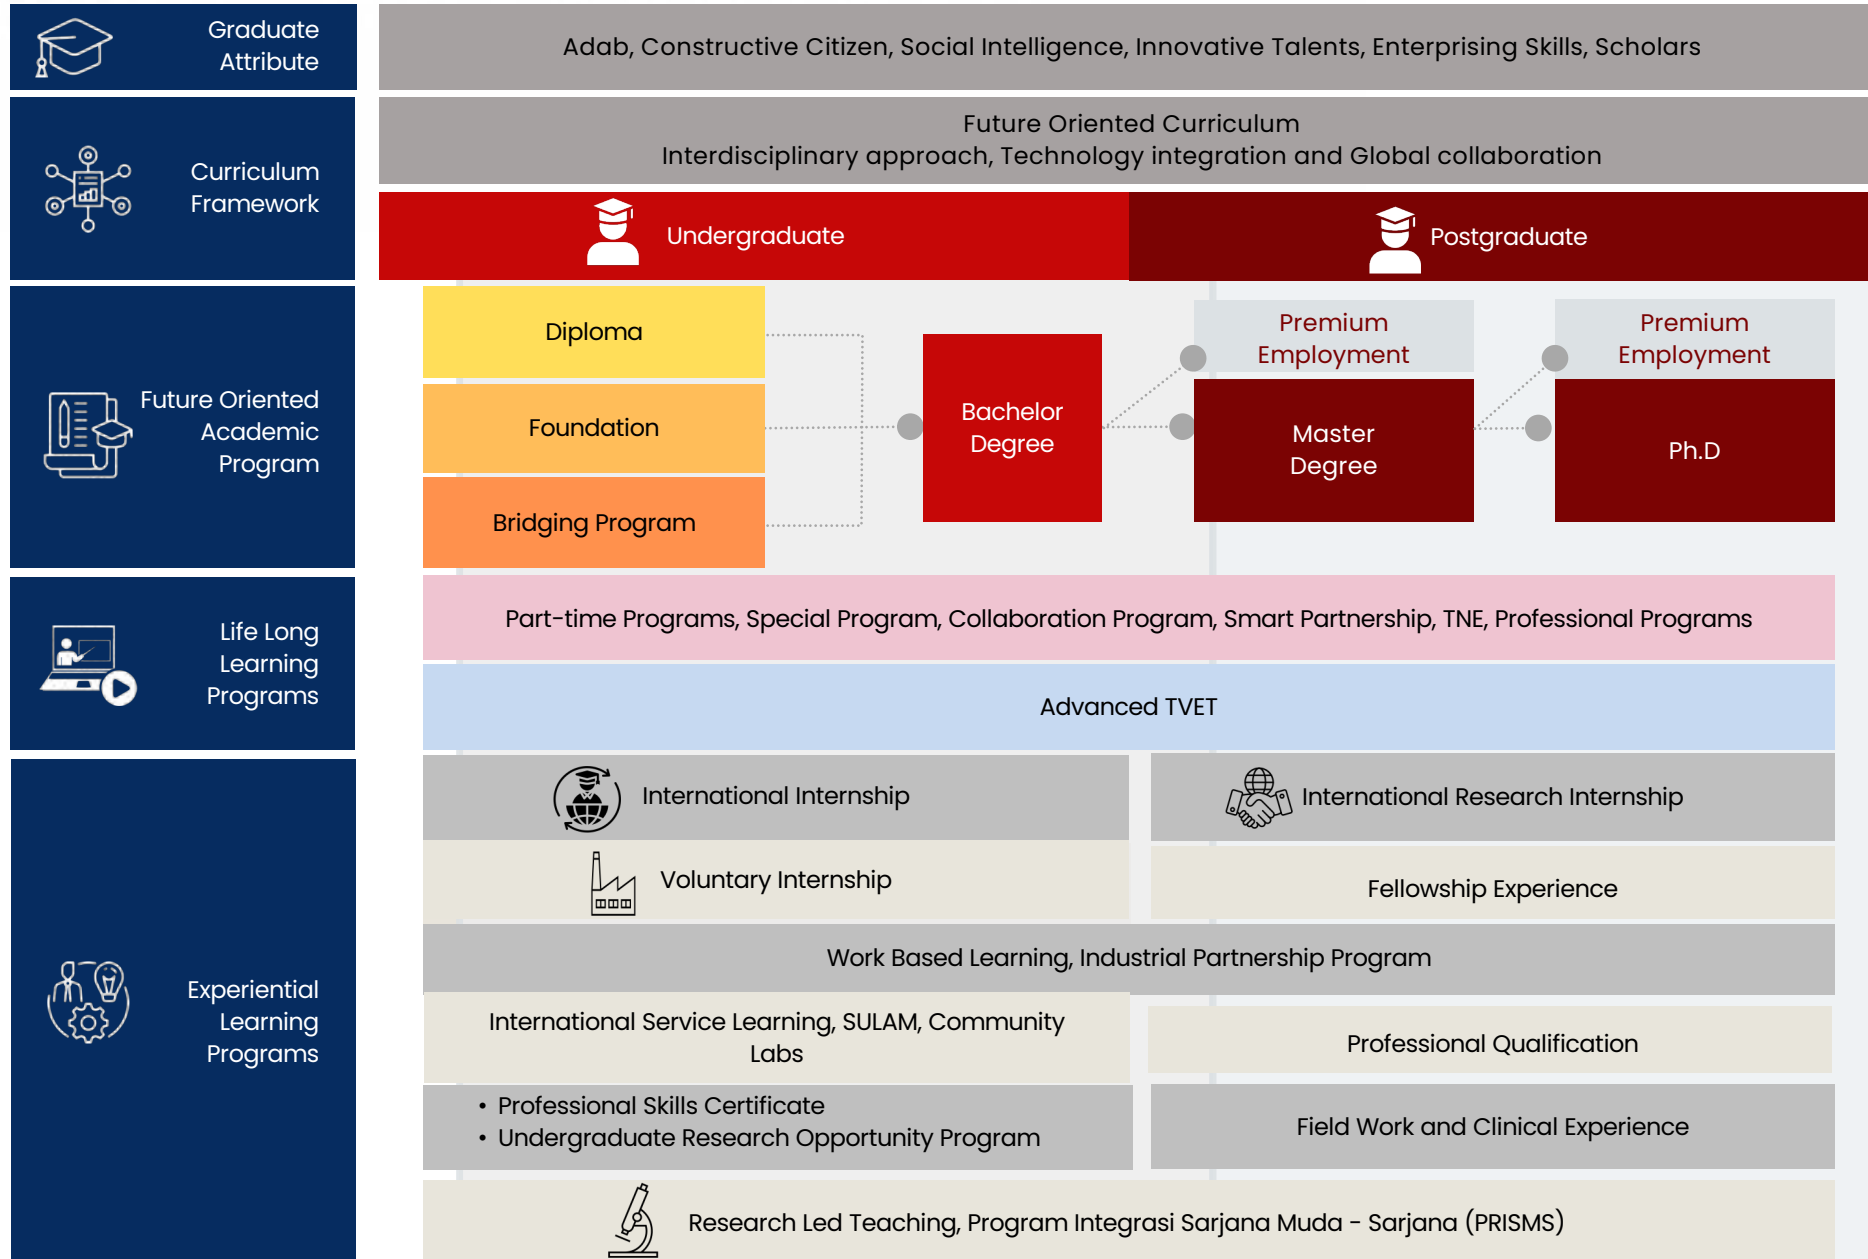 Graduate
Attribute
Adab, Constructive Citizen, Social Intelligence, Innovative Talents, Enterprising Skills, Scholars
Curriculum
Framework
Future Oriented Curriculum
Interdisciplinary approach, Technology integration and Global collaboration
Undergraduate
Postgraduate
Future Oriented
Academic
Program
Diploma
Foundation
Bridging Program
Bachelor
Degree
Premium
Employment
Master
Degree
Premium
Employment
Ph.D
Life Long
Learning
Programs
Part-time Programs, Special Program, Collaboration Program, Smart Partnership, TNE, Professional Programs
Advanced TVET
Experiential
Learning
Programs
International Internship
International Research Internship
Voluntary Internship
Fellowship Experience
Work Based Learning, Industrial Partnership Program
International Service Learning, SULAM, Community
Labs
Professional Qualification
• Professional Skills Certificate
• Undergraduate Research Opportunity Program
Field Work and Clinical Experience
Research Led Teaching, Program Integrasi Sarjana Muda - Sarjana (PRISMS)